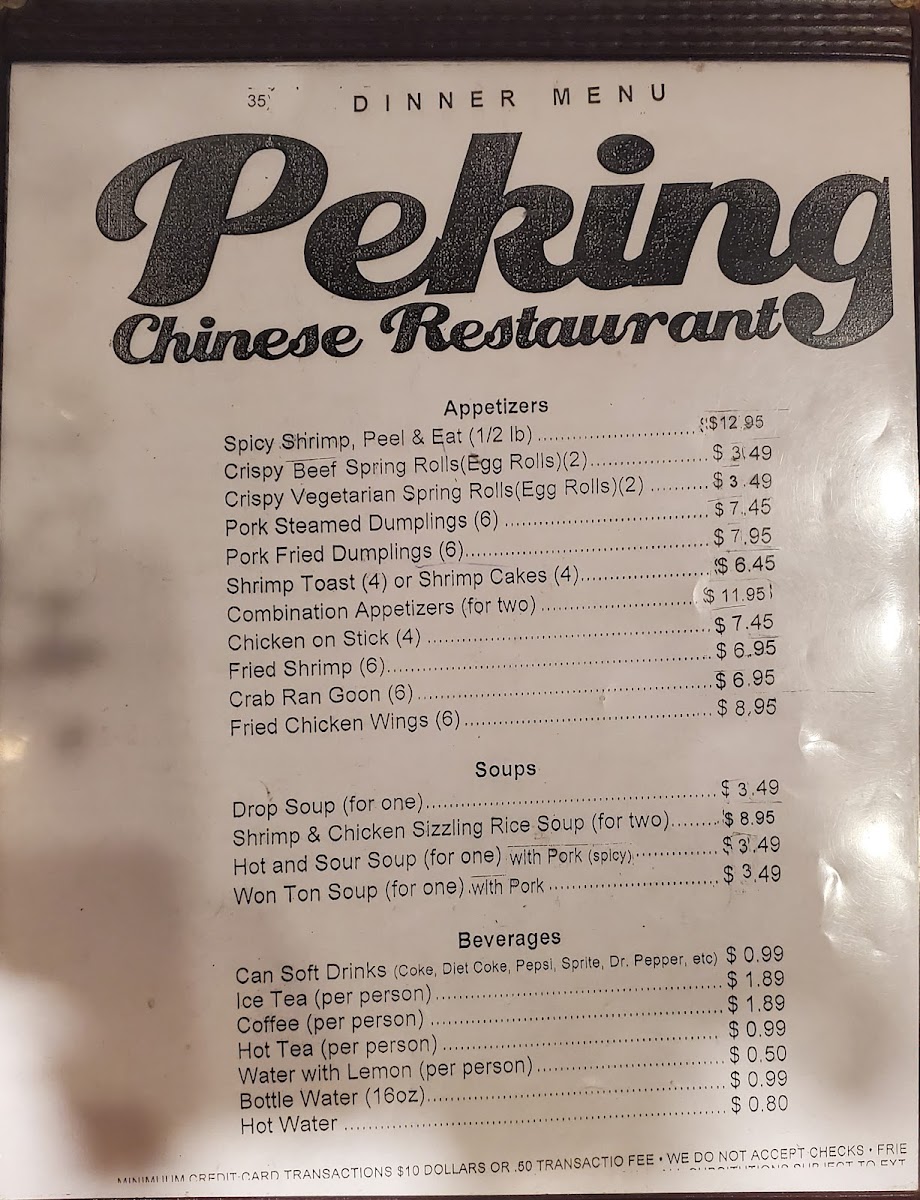 35
DINNER MENU
Peking
Chinese Restaurant
Appetizers
Spicy Shrimp, Peel & Eat (1/2 lb) ........ $12.95
Crispy Beef Spring Rolls(Egg Rolls)(2)........ $ 3.49
Crispy Vegetarian Spring Rolls(Egg Rolls)(2) ........ $ 3.49
Pork Steamed Dumplings (6) ........ $ 7.45
Pork Fried Dumplings (6)........ $ 7.95
Shrimp Toast (4) or Shrimp Cakes (4)........ $ 6.45
Combination Appetizers (for two) ........ $ 11.95
Chicken on Stick (4) ........ $ 7.45
Fried Shrimp (6)........ $ 6.95
Crab Ran Goon (6)........ $ 6.95
Fried Chicken Wings (6)........ $ 8.95
Soups
Drop Soup (for one)........ $ 3.49
Shrimp & Chicken Sizzling Rice Soup (for two)........ $ 8.95
Hot and Sour Soup (for one) with Pork (spicy)........ $ 3.49
Won Ton Soup (for one) with Pork ........ $ 3.49
Beverages
Can Soft Drinks (Coke, Diet Coke, Pepsi, Sprite, Dr. Pepper, etc) $ 0.99
Ice Tea (per person)........ $ 1.89
Coffee (per person) ........ $ 1.89
Hot Tea (per person)........ $ 0.99
Water with Lemon (per person)........ $ 0.50
Bottle Water (16oz)........ $ 0.99
Hot Water ........ $ 0.80
MINIMUUM CREDIT-CARD TRANSACTIONS $10 DOLLARS OR .50 TRANSACTIO FEE • WE DO NOT ACCEPT CHECKS • FRIE
SUBJECT TO EXT